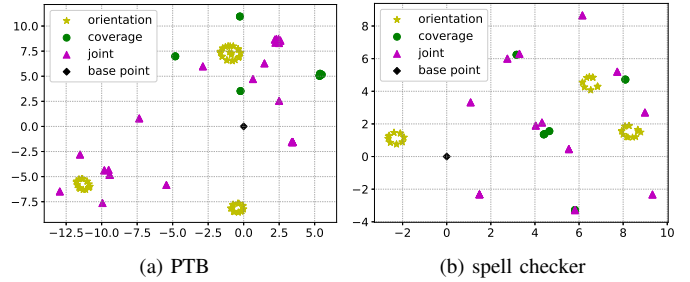 orientation
coverage
joint
base point
10.0
7.5
5.0
2.5
0.0
−2.5
−5.0
−7.5
−12.5 −10.0 −7.5 −5.0 −2.5 0.0 2.5 5.0
(a) PTB
orientation
coverage
joint
base point
8
6
4
2
0
−2
−4
−2 0 2 4 6 8 10
(b) spell checker